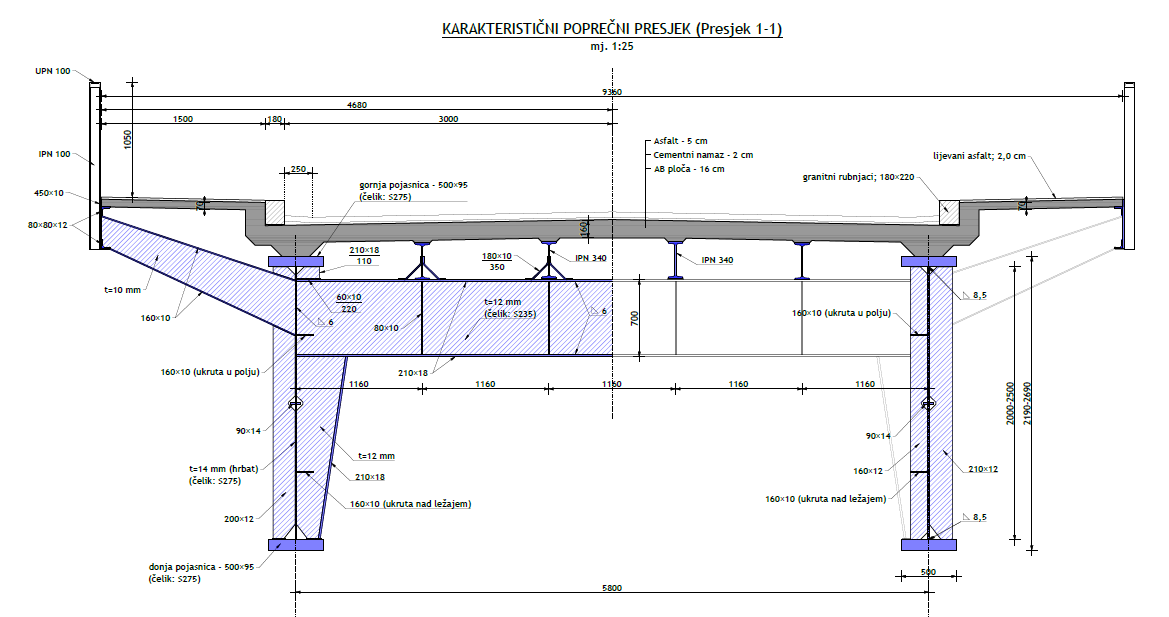 KARAKTERISTIČNI POPREČNI PRESJEK (Presjek 1-1)
mj. 1:25
UPN 100
9360
4680
1500
180
3000
1050
IPN 100
Asfalt - 5 cm
Cementni namaz - 2 cm
AB ploča - 16 cm
lijevani asfalt; 2,0 cm
granitni rubnjaci; 180×220
250
gornja pojasnica - 500×95
(čelik: S275)
450×10
70
70
80×80×12
160
210×18
110
180×10
350
IPN 340
IPN 340
t=10 mm
60×10
220
t=12 mm
(čelik: S235)
8,5
160×10
6
6
80×10
700
160×10 (ukruta u polju)
160×10 (ukruta u polju)
210×18
1160
1160
1160
1160
1160
2000-2500
2190-2690
90×14
90×14
t=12 mm
t=14 mm (hrbat)
(čelik: S275)
210×18
160×12
210×12
160×10 (ukruta nad ležajem)
160×10 (ukruta nad ležajem)
200×12
8,5
donja pojasnica - 500×95
(čelik: S275)
500
5800